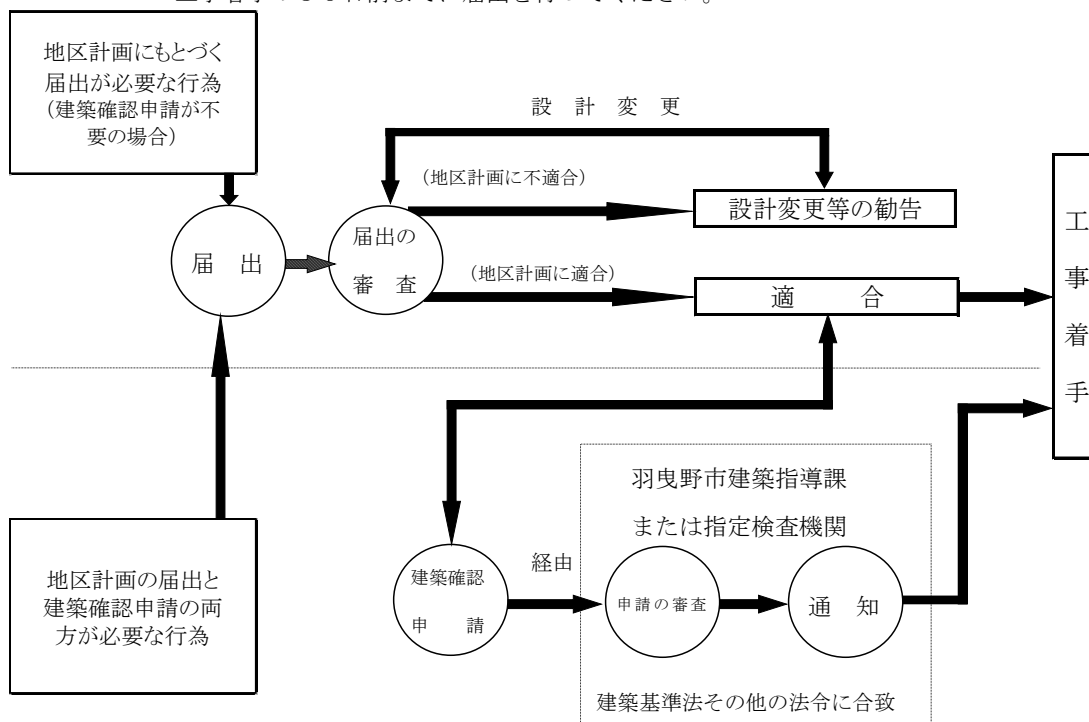 地区計画にもとづく
届出が必要な行為
(建築確認申請が不
要の場合)
設 計 変 更
(地区計画に不適合)
設計変更等の勧告
届 出
届出の
審 査
(地区計画に適合)
適 合
工
事
着
手
羽曳野市建築指導課
または指定検査機関
地区計画の届出と
建築確認申請の両
方が必要な行為
建築確認
申 請
経由
申請の審査
通 知
建築基準法その他の法令に合致